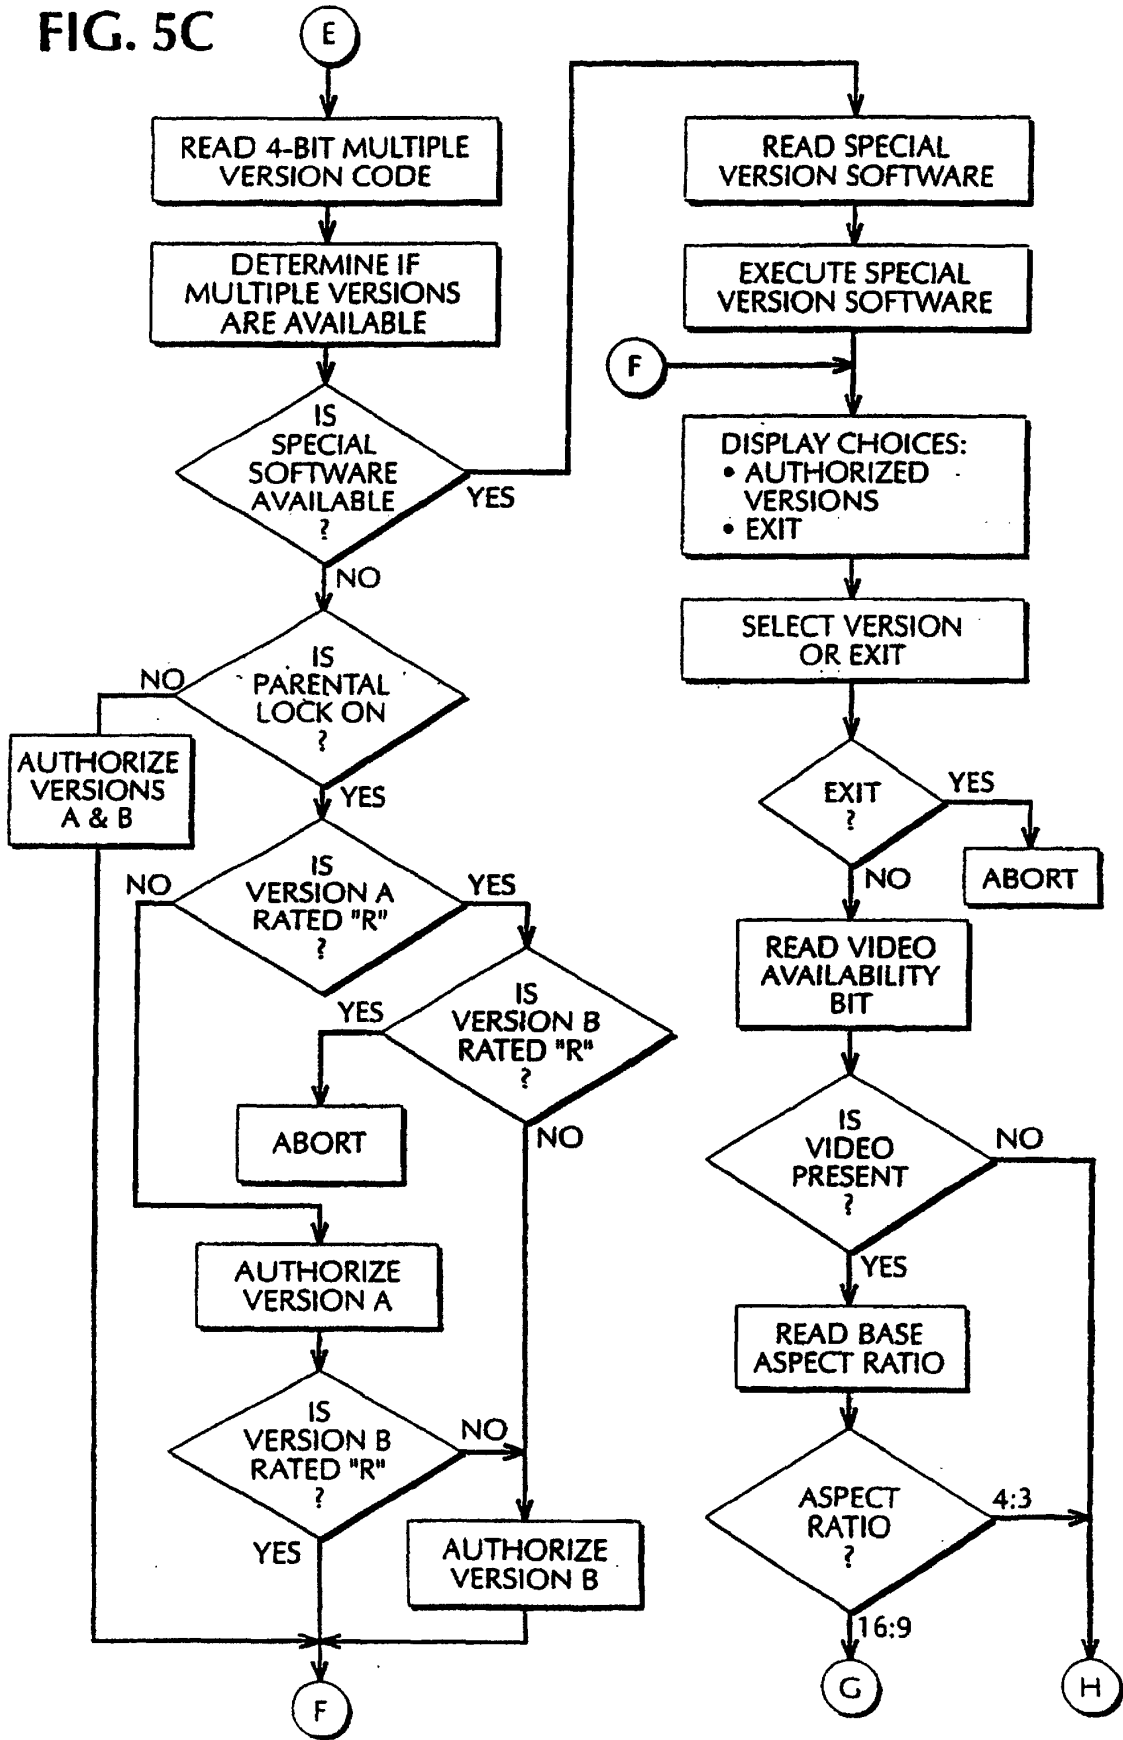 FIG. 5C
E
READ 4-BIT MULTIPLE
VERSION CODE
DETERMINE IF
MULTIPLE VERSIONS
ARE AVAILABLE
IS
SPECIAL
SOFTWARE
AVAILABLE
?
YES
NO
IS
PARENTAL
LOCK ON
?
NO
YES
AUTHORIZE
VERSIONS
A & B
IS
VERSION A
RATED "R"
?
NO
YES
IS
VERSION B
RATED "R"
?
YES
NO
ABORT
AUTHORIZE
VERSION A
IS
VERSION B
RATED "R"
?
NO
YES
AUTHORIZE
VERSION B
F
READ SPECIAL
VERSION SOFTWARE
EXECUTE SPECIAL
VERSION SOFTWARE
F
DISPLAY CHOICES:
• AUTHORIZED
VERSIONS
• EXIT
SELECT VERSION
OR EXIT
EXIT
?
YES
NO
ABORT
READ VIDEO
AVAILABILITY
BIT
IS
VIDEO
PRESENT
?
NO
YES
READ BASE
ASPECT RATIO
ASPECT
RATIO
?
4:3
16:9
G
H